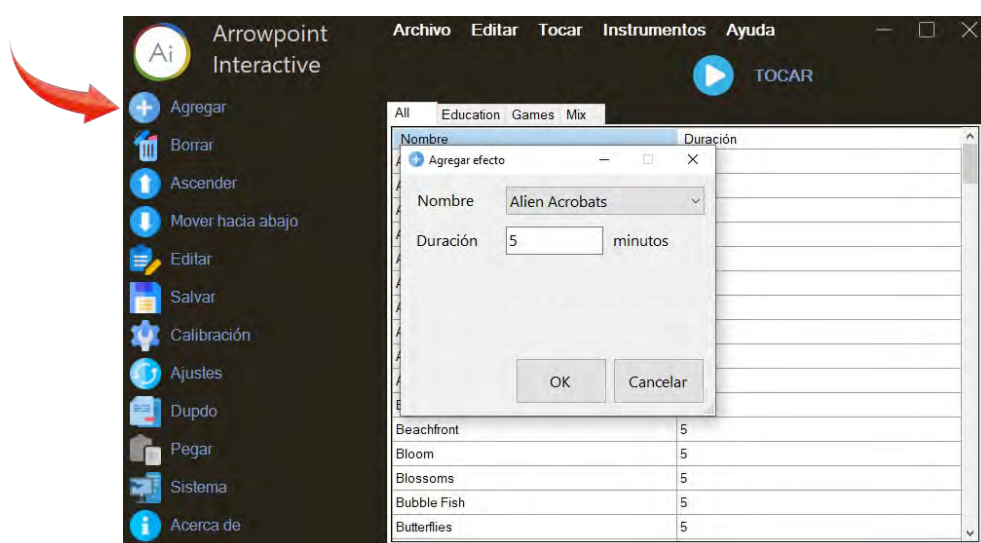 Ai
Arrowpoint
Interactive
Archivo Editar Tocar Instrumentos Ayuda
TOCAR
Agregar
Borrar
Ascender
Mover hacia abajo
Editar
Salvar
Calibración
Ajustes
Dupdo
Pegar
Sistema
Acerca de
All Education Games Mix
Nombre Duración
Agregar efecto
Nombre Alien Acrobats
Duración 5 minutos
OK Cancelar
Beachfront 5
Bloom 5
Blossoms 5
Bubble Fish 5
Butterflies 5